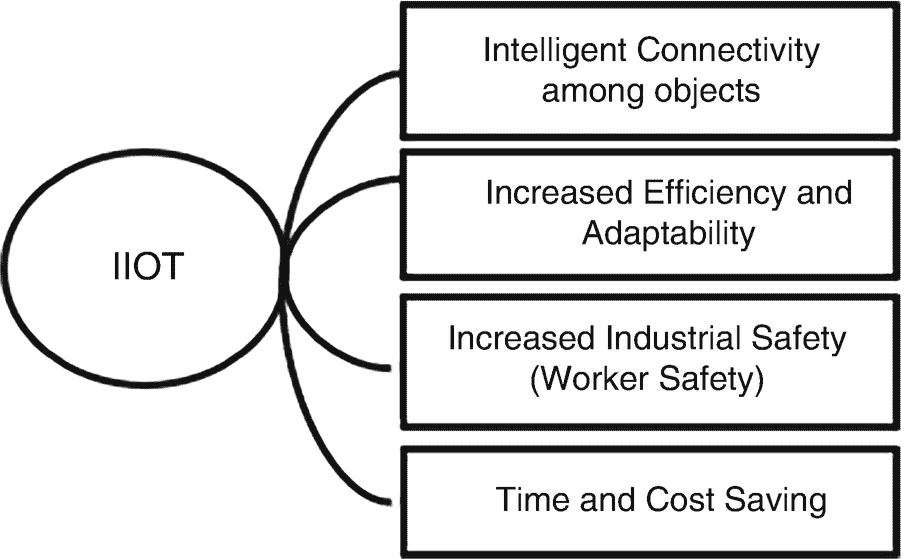 IIOT
Intelligent Connectivity
among objects
Increased Efficiency and
Adaptability
Increased Industrial Safety
(Worker Safety)
Time and Cost Saving